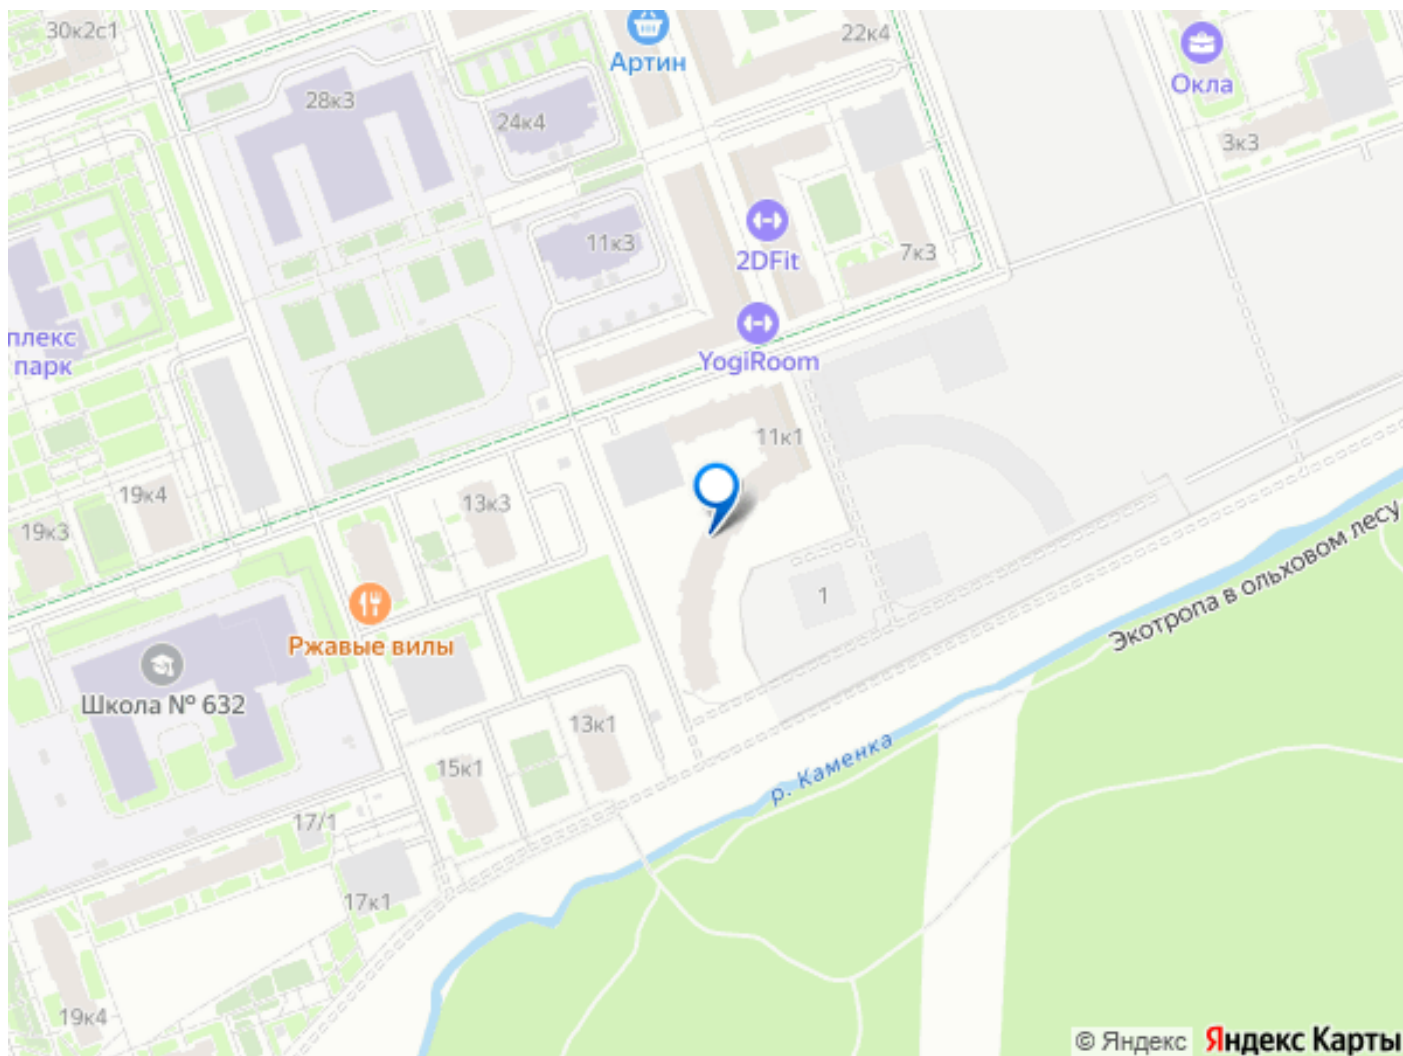 30к2с1
Артин
22к4
Окла
28к3
24к4
3к3
11к3
2DFit
7к3
плекс
парк
YogiRoom
11к1
19к4
13к3
19к3
Экотропа в ольховом лесу
1
Ржавые вилы
Школа № 632
13к1
р. Каменка
15к1
17/1
17к1
19к4
© Яндекс Яндекс Карты